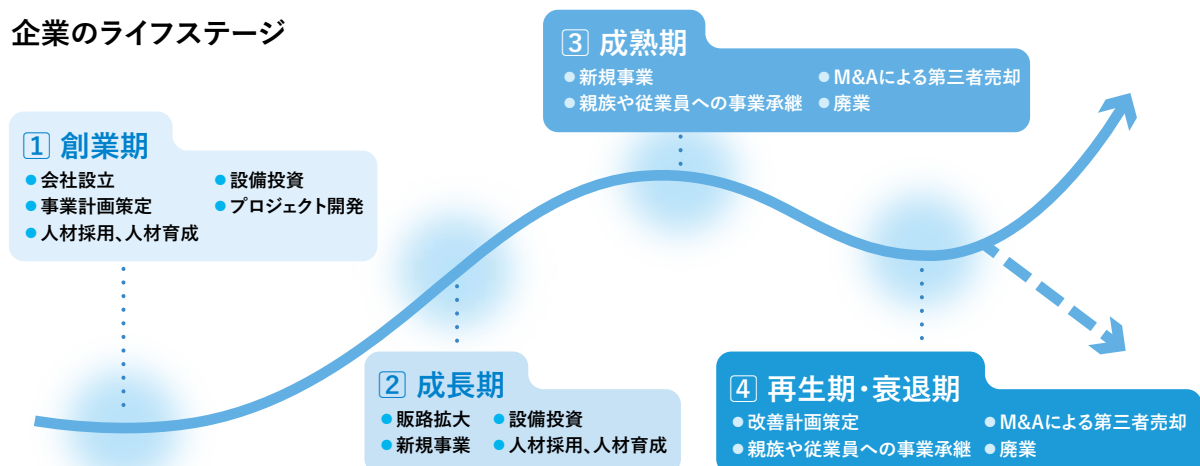 企業のライフステージ
1 創業期
● 会社設立
● 事業計画策定
● 人材採用、人材育成
● 設備投資
● プロジェクト開発
2 成長期
● 販路拡大
● 新規事業
● 設備投資
● 人材採用、人材育成
3 成熟期
● 新規事業
● 親族や従業員への事業承継
● M&Aによる第三者売却
● 廃業
4 再生期・衰退期
● 改善計画策定
● 親族や従業員への事業承継
● M&Aによる第三者売却
● 廃業